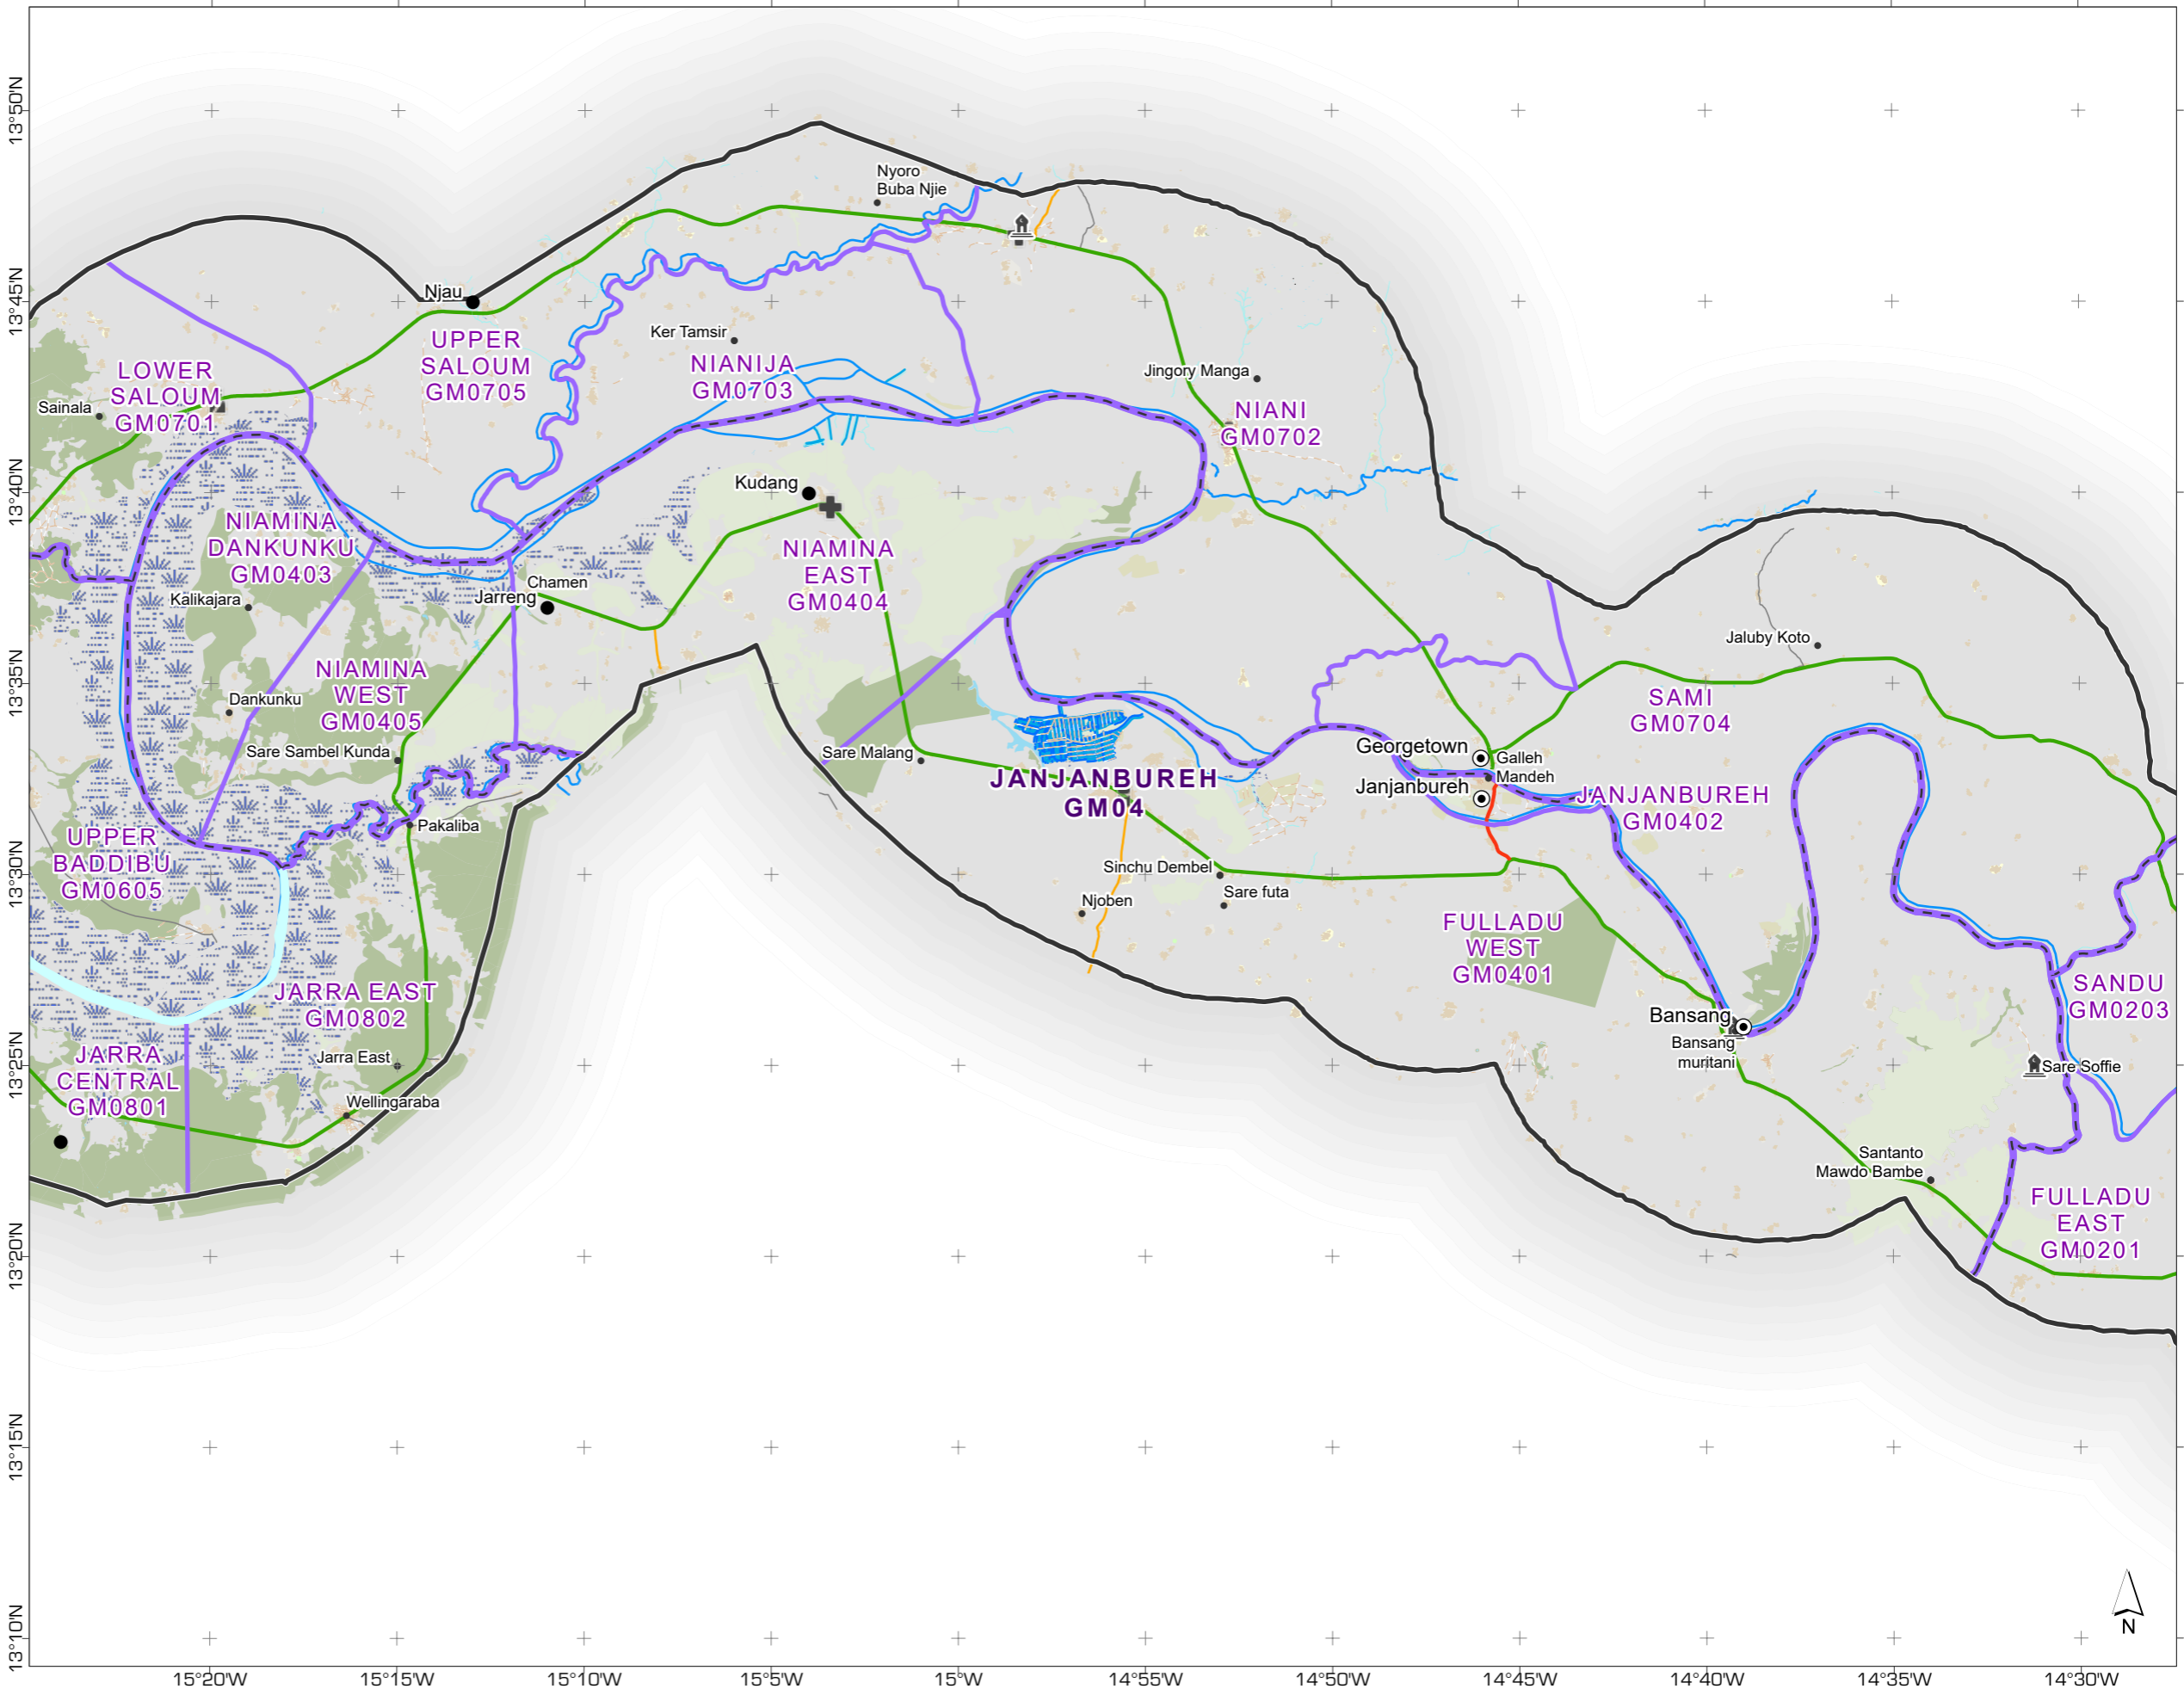 13°50'N
13°45'N
13°40'N
13°35'N
13°30'N
13°25'N
13°20'N
13°15'N
13°10'N
Nyoro
Buba Njie
Njau
Ker Tamsir
UPPER
SALOUM
GM0705
NIANIJA
GM0703
LOWER
SALOUM
GM0701
Sainala
Jingory Manga
NIANI
GM0702
Kudang
NIAMINA
DANKUNKU
GM0403
NIAMINA
EAST
GM0404
Chamen
Jarreng
Kalikajara
Jaluby Koto
NIAMINA
WEST
GM0405
Dankunku
SAMI
GM0704
Sare Sambel Kunda
Sare Malang
Georgetown
Galleh
Mandeh
Janjanbureh
JANJANBUREH
GM04
JANJANBUREH
GM0402
Pakaliba
UPPER
BADDIBU
GM0605
Sinchu Dembel
Sare futa
Njoben
FULLADU
WEST
GM0401
JARRA EAST
GM0802
SANDU
GM0203
Bansang
Bansang
muritani
JARRA
CENTRAL
GM0801
Jarra East
Sare Soffie
Wellingaraba
Santanto
Mawdo Bambe
FULLADU
EAST
GM0201
N
15°20'W
15°15'W
15°10'W
15°5'W
15°W
14°55'W
14°50'W
14°45'W
14°40'W
14°35'W
14°30'W